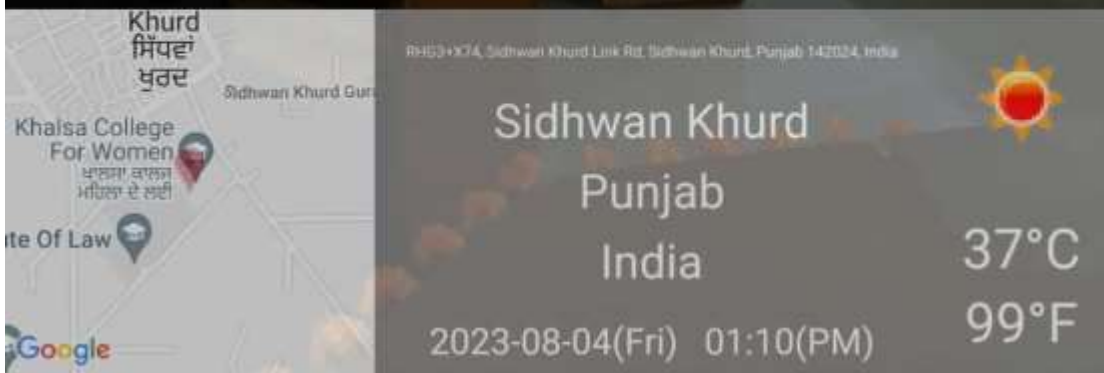 Khurd
ਸਿੱਧਵਾਂ
ਖੁਰਦ
Sidhwan Khurd Gur
Khalsa College
For Women
ਖਾਲਸਾ ਕਾਲਜ
ਮਹਿਲਾ ਦੇ ਲਈ
te Of Law
Google
RHG3+X74, Sidhwan Khurd Link Rd, Sidhwan Khurd, Punjab 142024, India
Sidhwan Khurd
Punjab
India
37°C
99°F
2023-08-04(Fri) 01:10(PM)